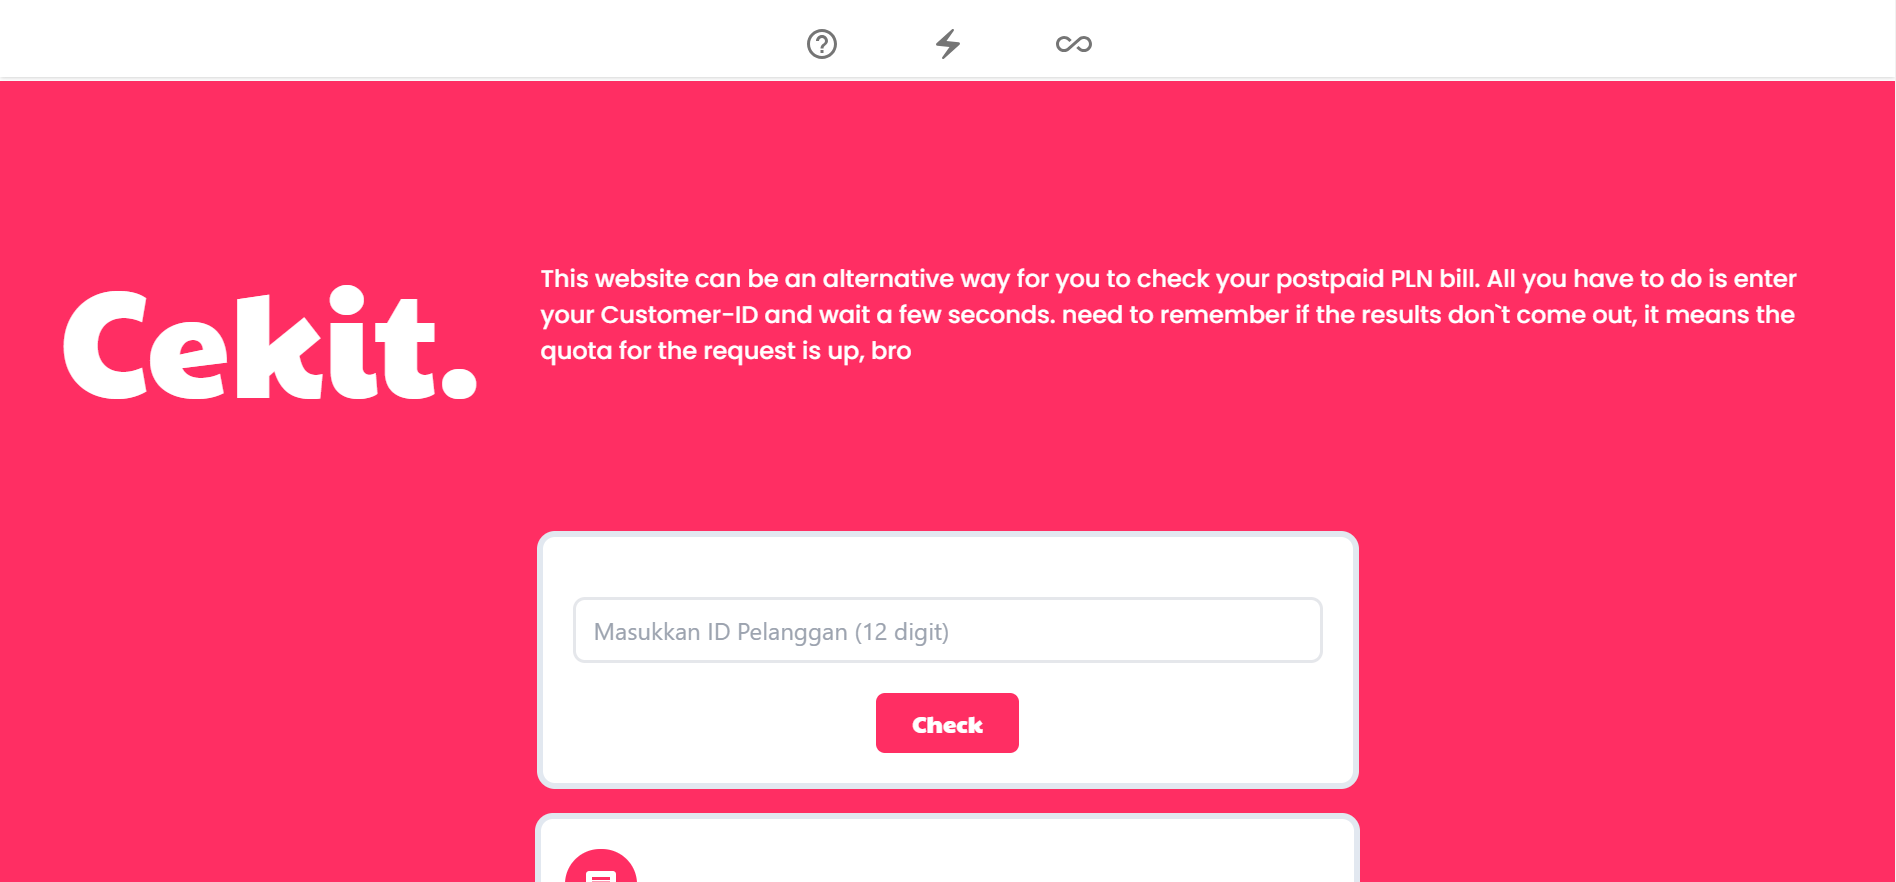 Cekit.
This website can be an alternative way for you to check your postpaid PLN bill. All you have to do is enter
your Customer-ID and wait a few seconds. need to remember if the results don`t come out, it means the
quota for the request is up, bro
Masukkan ID Pelanggan (12 digit)
Check